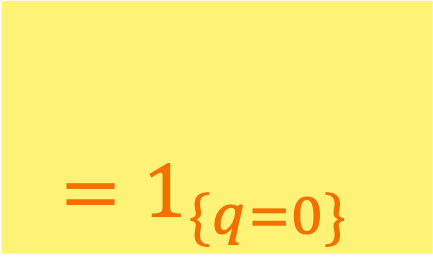 = 1_{q=0}